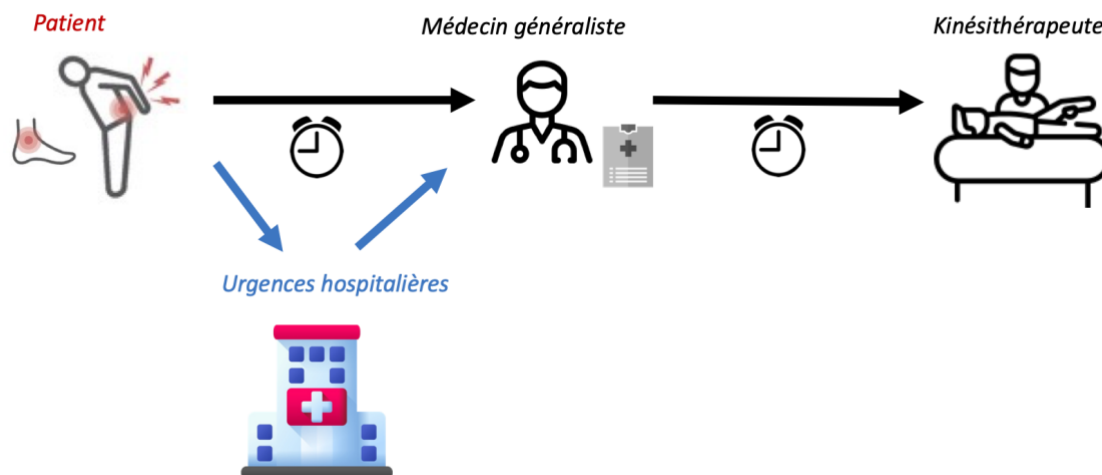 Patient
Médecin généraliste
Kinésithérapeute
Urgences hospitalières